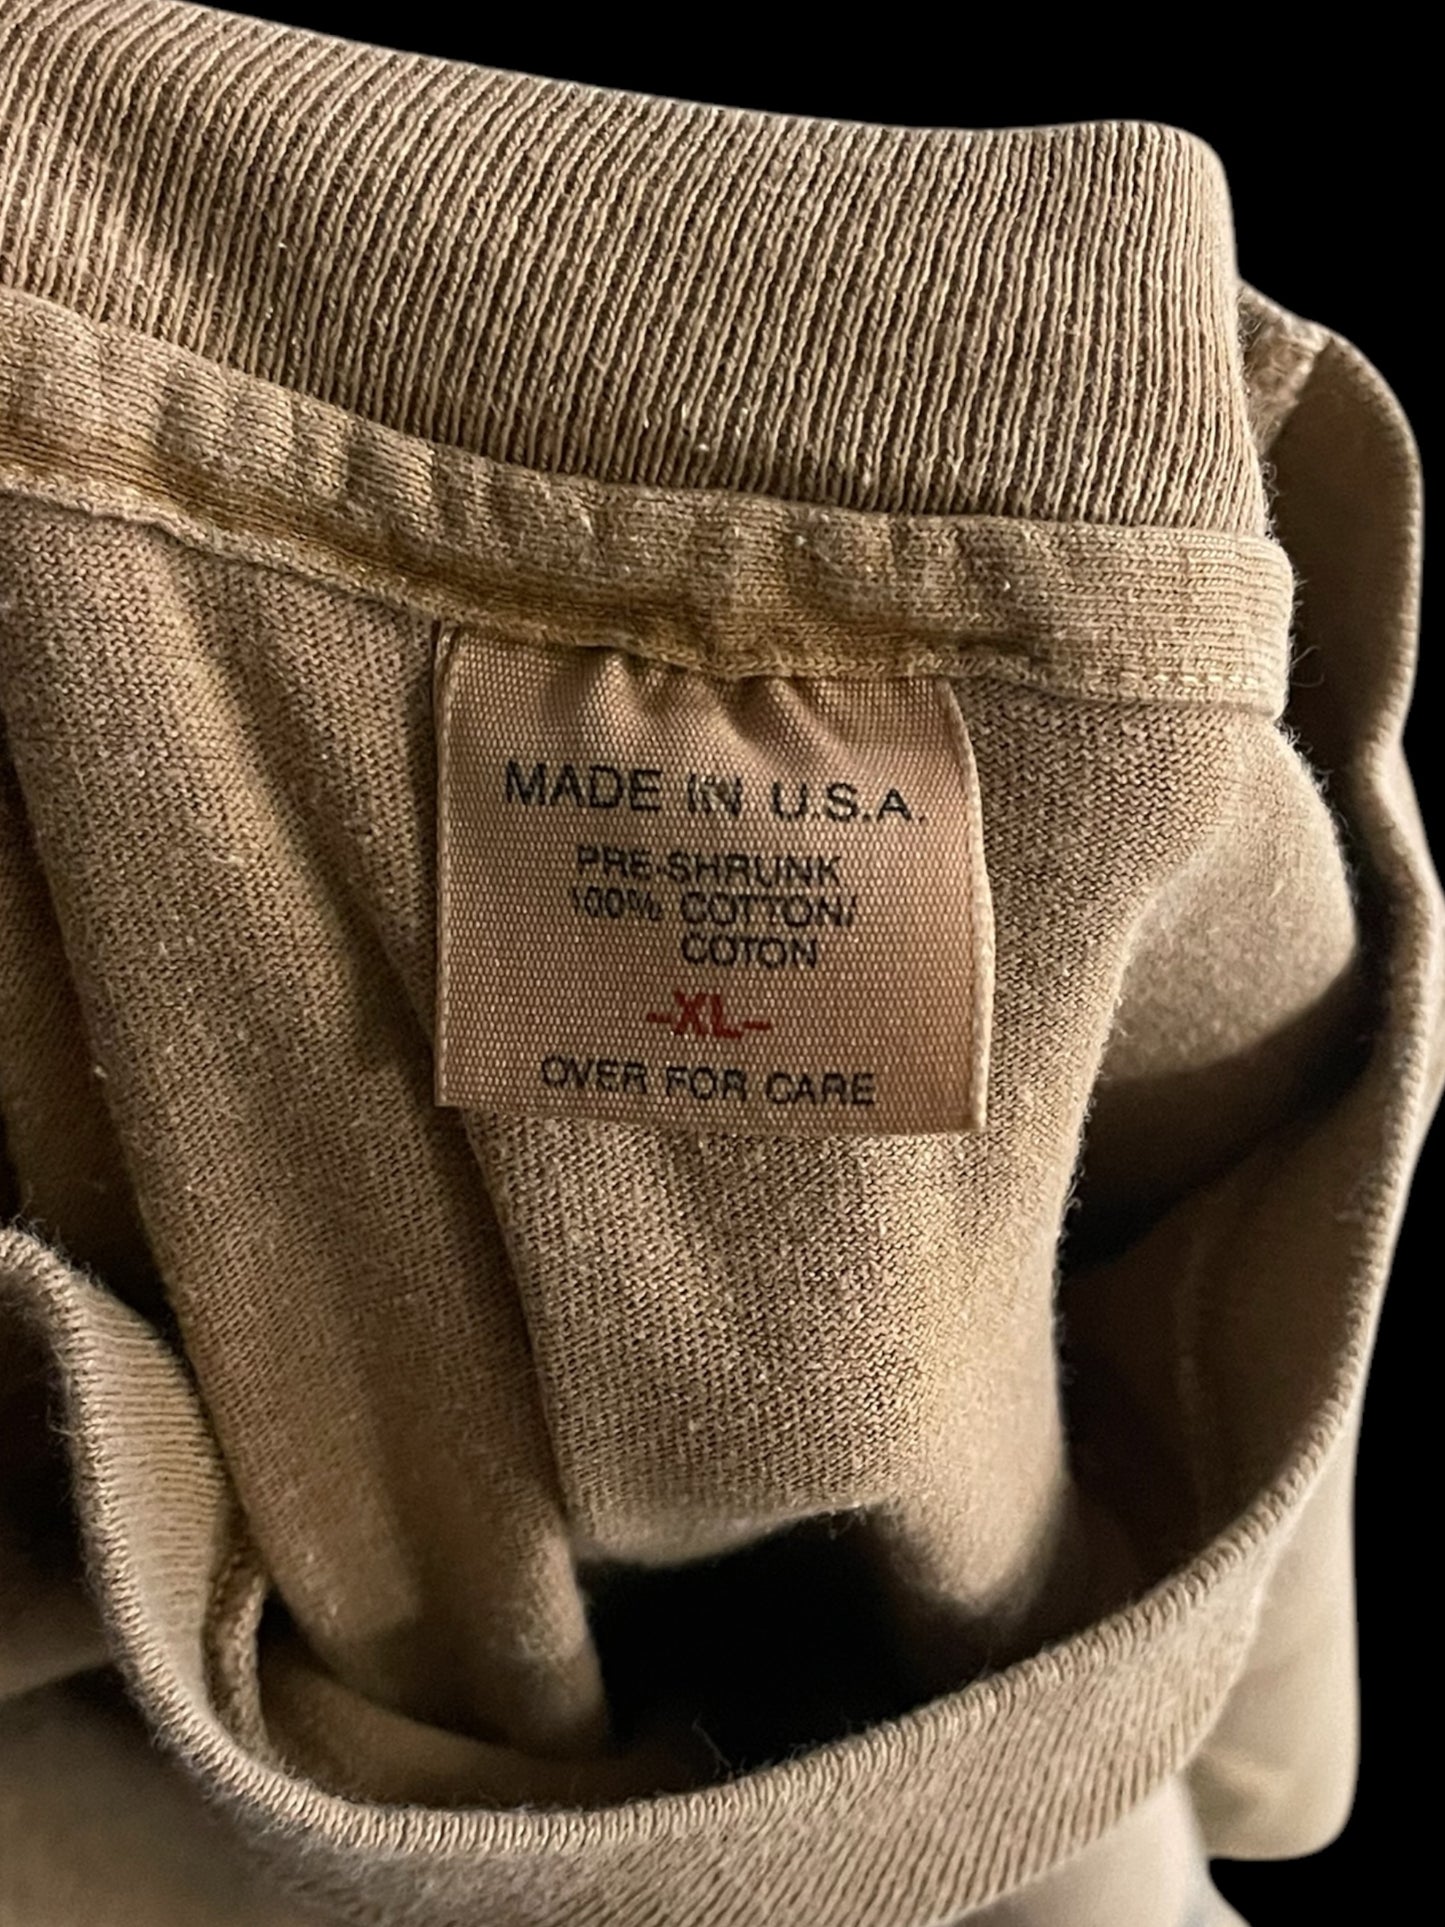 MADE IN U.S.A.
PRE-SHRUNK
100% COTTON/
COTON
-XL-
OVER FOR CARE